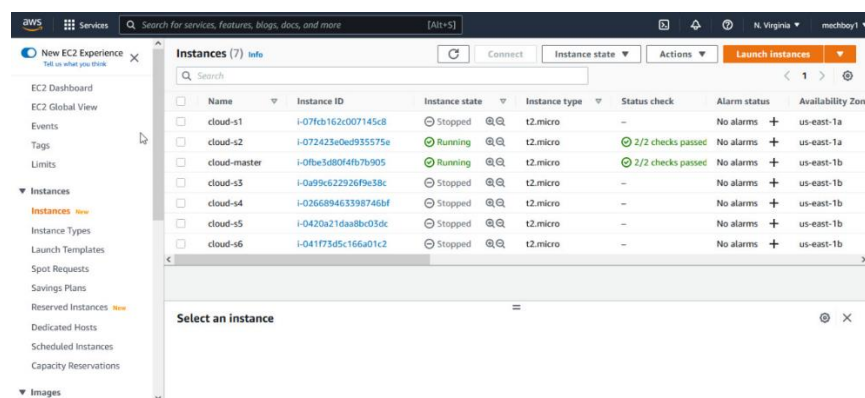 aws Services Search for services, features, blogs, docs, and more [Alt+S] N. Virginia ▼ mechboy1
New EC2 Experience
Tell us what you think
EC2 Dashboard
EC2 Global View
Events
Tags
Limits
▼ Instances
Instances New
Instance Types
Launch Templates
Spot Requests
Savings Plans
Reserved Instances New
Dedicated Hosts
Scheduled Instances
Capacity Reservations
▼ Images
Instances (7) Info Connect Instance state ▼ Actions ▼ Launch instances ▼
Search
< 1 >
Name Instance ID Instance state Instance type Status check Alarm status Availability Zon
cloud-s1 i-07fcb162c007145c8 Stopped t2.micro – No alarms + us-east-1a
cloud-s2 i-072423e0ed935575e Running t2.micro 2/2 checks passed No alarms + us-east-1a
cloud-master i-0fbe3d80f4fb7b905 Running t2.micro 2/2 checks passed No alarms + us-east-1b
cloud-s3 i-0a99c622926f9e38c Stopped t2.micro – No alarms + us-east-1b
cloud-s4 i-026689463398746bf Stopped t2.micro – No alarms + us-east-1b
cloud-s5 i-0420a21daa8bc03dc Stopped t2.micro – No alarms + us-east-1b
cloud-s6 i-041f73d5c166a01c2 Stopped t2.micro – No alarms + us-east-1b
Select an instance